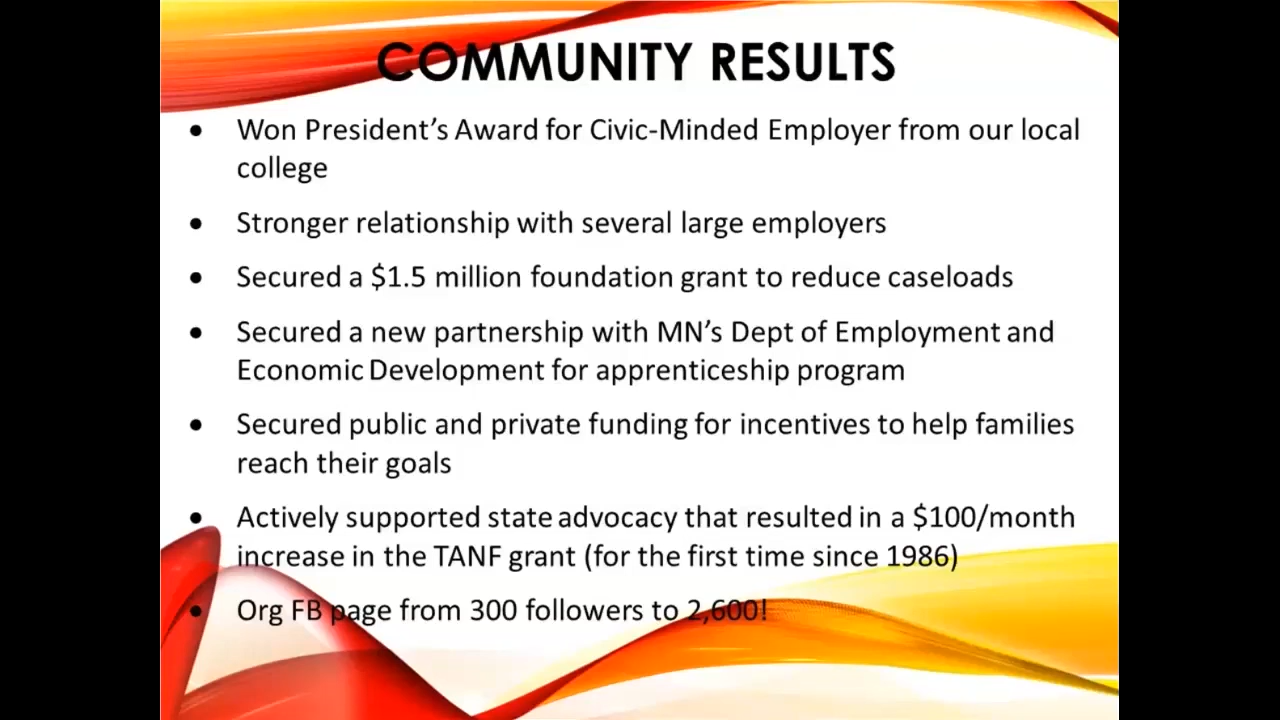 COMMUNITY RESULTS
• Won President's Award for Civic-Minded Employer from our local
college
• Stronger relationship with several large employers
• Secured a $1.5 million foundation grant to reduce caseloads
• Secured a new partnership with MN's Dept of Employment and
Economic Development for apprenticeship program
• Secured public and private funding for incentives to help families
reach their goals
• Actively supported state advocacy that resulted in a $100/month
increase in the TANF grant (for the first time since 1986)
• Org FB page from 300 followers to 2,600!